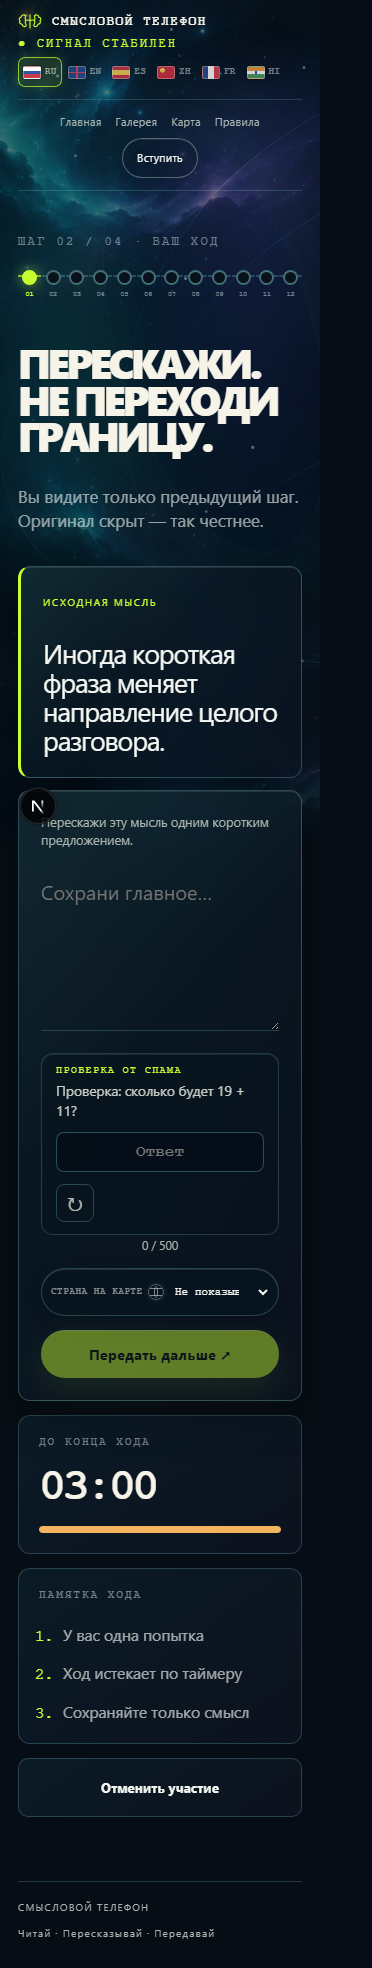 СМЫСЛОВОЙ ТЕЛЕФОН
СИГНАЛ СТАБИЛЕН
RU EN ES ZH FR HI
Главная Галерея Карта Правила
Вступить
ШАГ 02 / 04 · ВАШ ХОД
01 02 03 04 05 06 07 08 09 10 11 12
ПЕРЕСКАЖИ.
НЕ ПЕРЕХОДИ
ГРАНИЦУ.
Вы видите только предыдущий шаг.
Оригинал скрыт — так честнее.
ИСХОДНАЯ МЫСЛЬ
Иногда короткая
фраза меняет
направление целого
разговора.
N
Перескажи эту мысль одним коротким
предложением.
Сохрани главное...
ПРОВЕРКА ОТ СПАМА
Проверка: сколько будет 19 +
11?
Ответ
↻
0 / 500
СТРАНА НА КАРТЕ Не показыв
Передать дальше ↗
ДО КОНЦА ХОДА
03:00
ПАМЯТКА ХОДА
1. У вас одна попытка
2. Ход истекает по таймеру
3. Сохраняйте только смысл
Отменить участие
СМЫСЛОВОЙ ТЕЛЕФОН
Читай · Пересказывай · Передавай